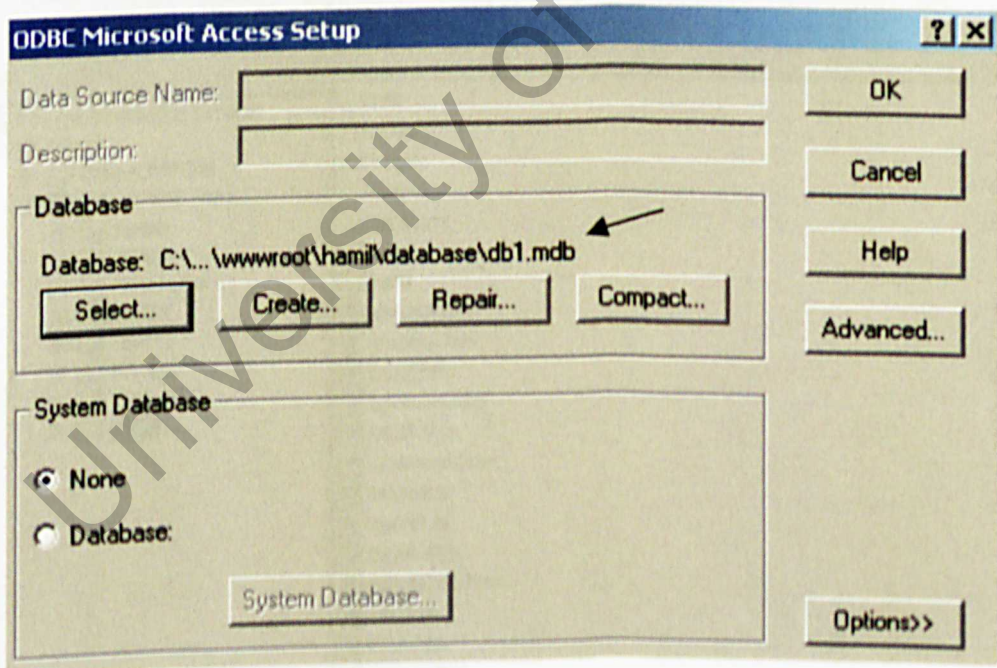 ODBC Microsoft Access Setup
Data Source Name:
OK
Description:
Cancel
Database
Database: C:\...\wwwroot\hamil\database\db1.mdb
Help
Select...
Create...
Repair...
Compact...
Advanced...
System Database
None
Database:
System Database...
Options>>
University of